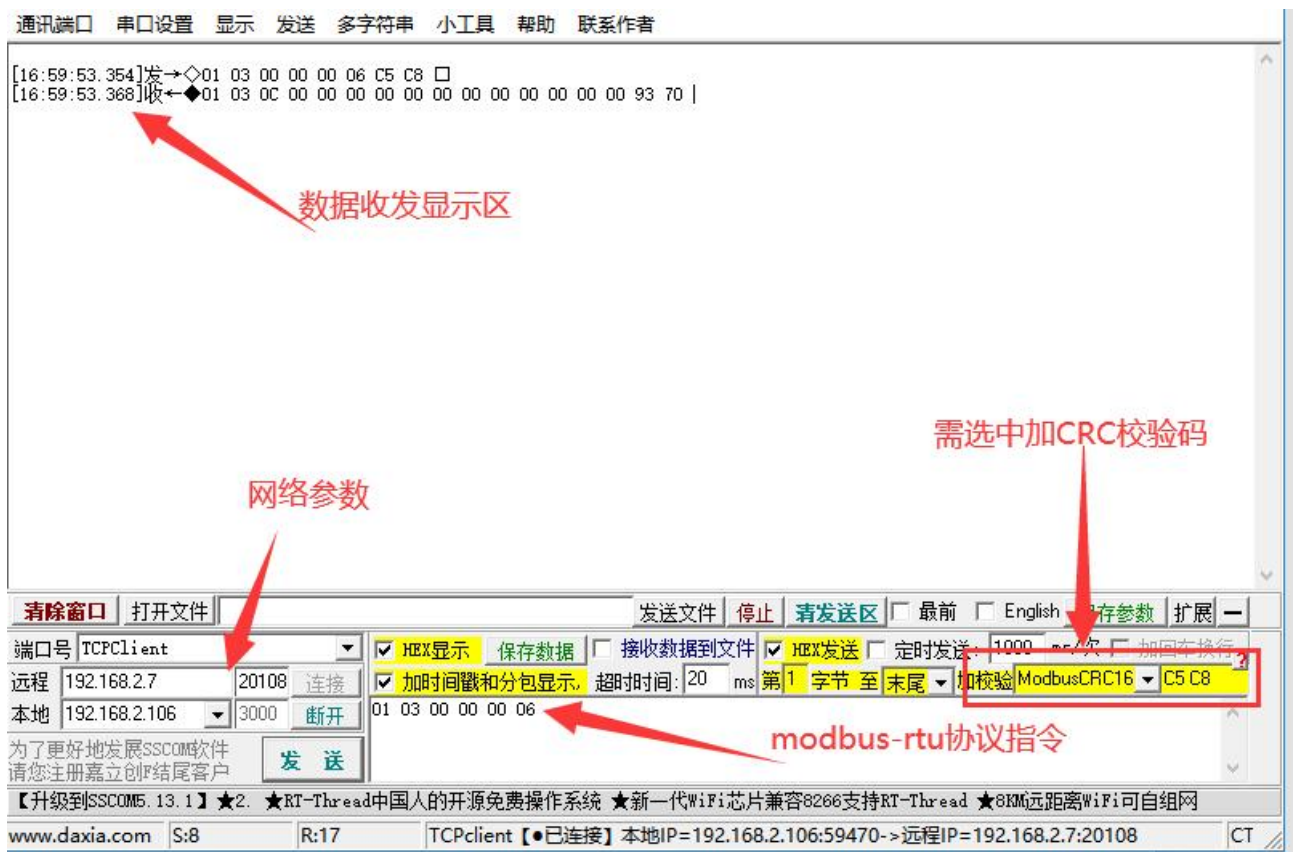 通讯端口 串口设置 显示 发送 多字符串 小工具 帮助 联系作者
[16:59:53.354]发→◇01 03 00 00 00 06 C5 C8 □
[16:59:53.368]收←◆01 03 0C 00 00 00 00 00 00 00 00 00 00 00 00 93 70
数据收发显示区
需选中加CRC校验码
网络参数
清除窗口 打开文件 发送文件 停止 清发送区 最前 English 存参数 扩展 —
端口号 TCPClient HEX显示 保存数据 接收数据到文件 HEX发送 定时发送: 1000 ms/次 加回车换行 ?
远程 192.168.2.7 20108 连接 加时间戳和分包显示, 超时时间: 20 ms 第 1 字节 至 末尾 加校验 ModbusCRC16 C5 C8
本地 192.168.2.106 3000 断开 01 03 00 00 00 06
modbus-rtu协议指令
为了更好地发展SSCOM软件
请您注册嘉立创F结尾客户
发 送
【升级到SSCOM5.13.1】★2. ★RT-Thread中国人的开源免费操作系统 ★新一代WiFi芯片兼容8266支持RT-Thread ★8KM远距离WiFi可自组网
www.daxia.com S:8 R:17 TCPclient【●已连接】本地IP=192.168.2.106:59470->远程IP=192.168.2.7:20108 CT